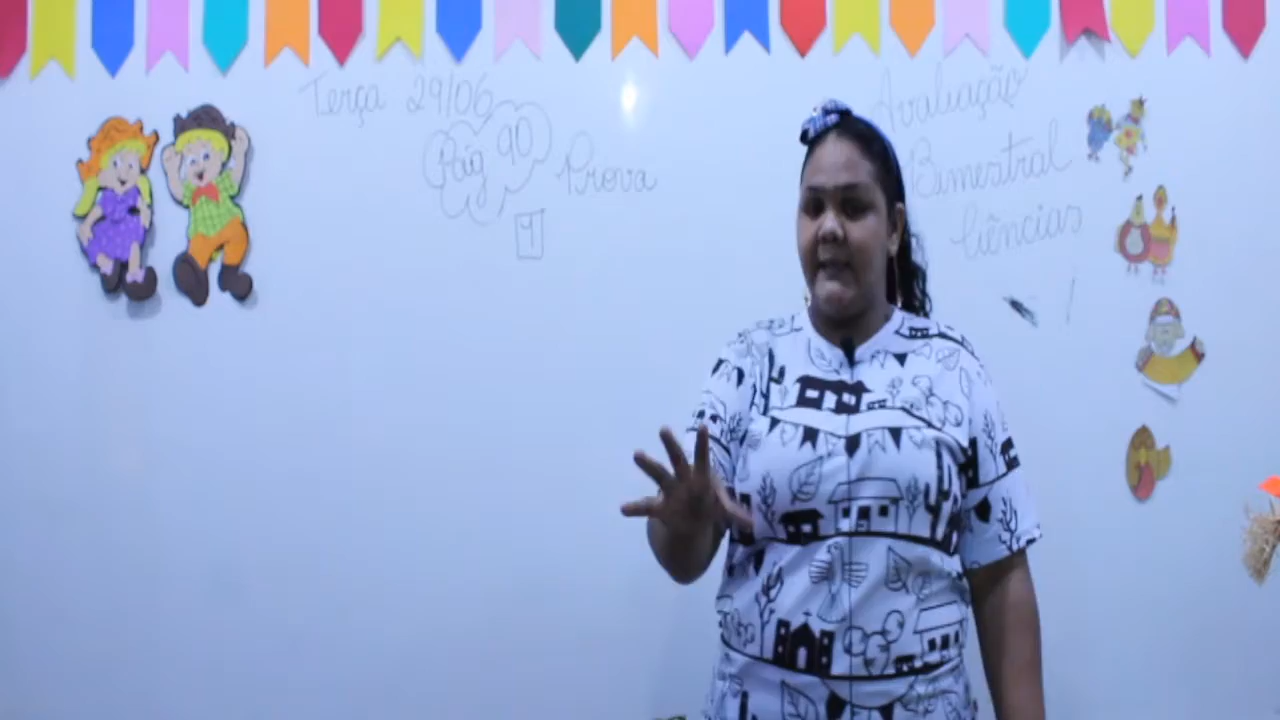 Terça 29/06
Pág 90
Prova
Avaliação
Bimestral
Ciências